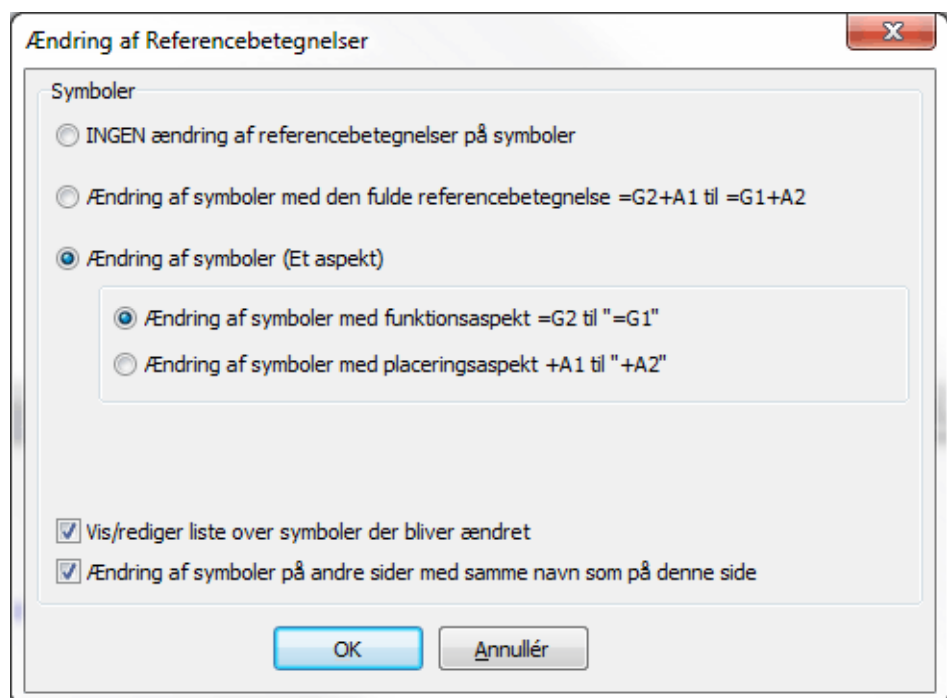 Ændring af Referencebetegnelser
Symboler
INGEN ændring af referencebetegnelser på symboler
Ændring af symboler med den fulde referencebetegnelse =G2+A1 til =G1+A2
Ændring af symboler (Et aspekt)
Ændring af symboler med funktionsaspekt =G2 til "=G1"
Ændring af symboler med placeringsaspekt +A1 til "+A2"
Vis/rediger liste over symboler der bliver ændret
Ændring af symboler på andre sider med samme navn som på denne side
OK
Annullér